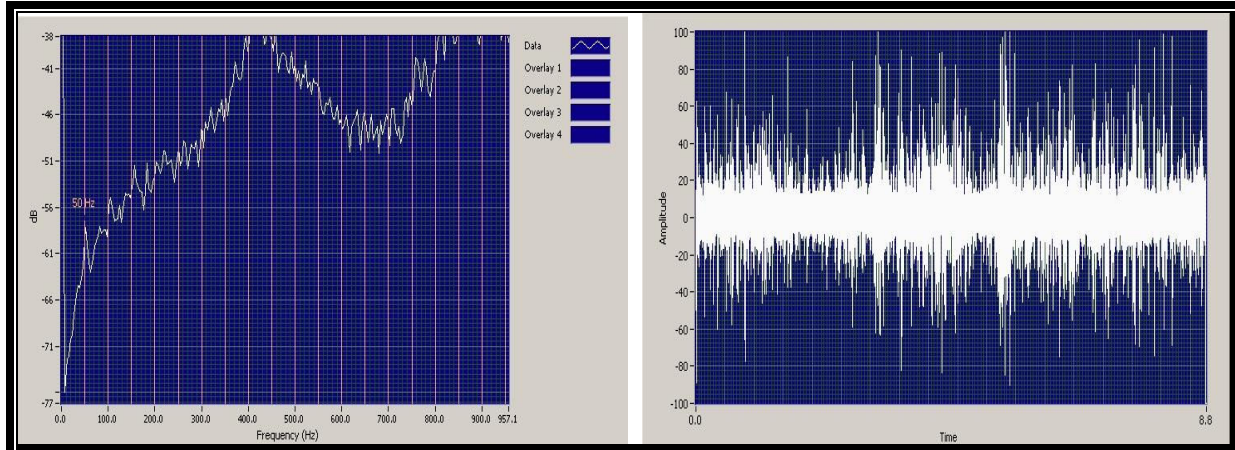 -38
-41
-46
-51
-56
-61
-66
-71
-77
dB
50 Hz
0.0 100.0 200.0 300.0 400.0 500.0 600.0 700.0 800.0 900.0 957.1
Frequency (Hz)
Data
Overlay 1
Overlay 2
Overlay 3
Overlay 4
100
80
60
40
20
0
-20
-40
-60
-80
-100
Amplitude
0.0 8.8
Time